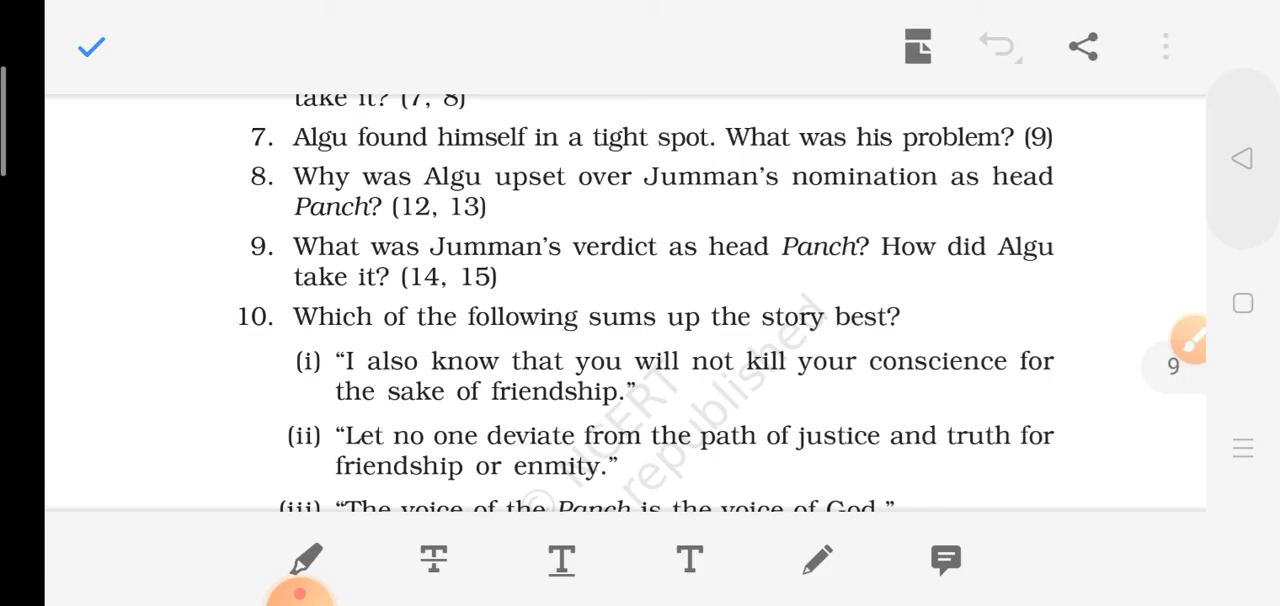 take it? (7, 8)
7. Algu found himself in a tight spot. What was his problem? (9)
8. Why was Algu upset over Jumman's nomination as head
Panch? (12, 13)
9. What was Jumman's verdict as head Panch? How did Algu
take it? (14, 15)
10. Which of the following sums up the story best?
(i) “I also know that you will not kill your conscience for
the sake of friendship.”
(ii) “Let no one deviate from the path of justice and truth for
friendship or enmity.”
(iii) “The voice of the Panch is the voice of God.”
© NCERT
republished
9
T
T
T